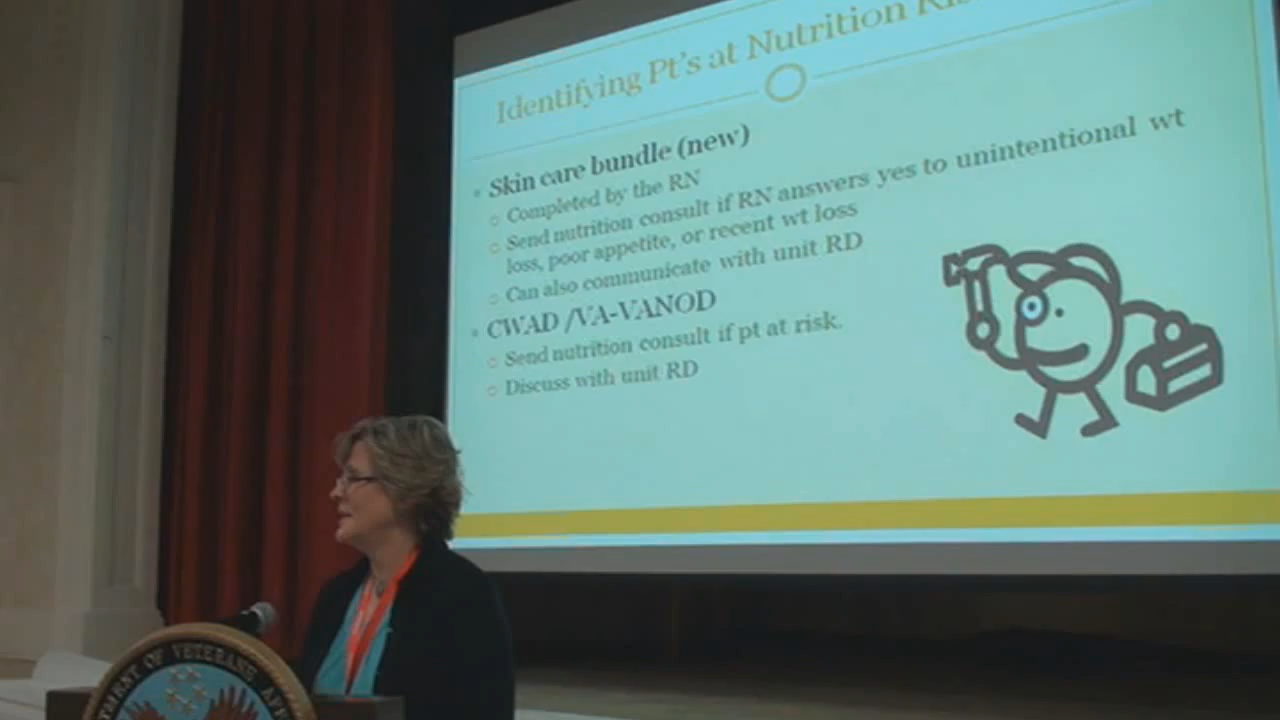 Identifying Pt's at Nutrition
Skin care bundle (new)
Completed by the RN
Send nutrition consult if RN answers yes to unintentional wt
loss, poor appetite, or recent wt loss
Can also communicate with unit RD
CWAD /VA-VANOD
Send nutrition consult if pt at risk.
Discuss with unit RD
OF VETERANS